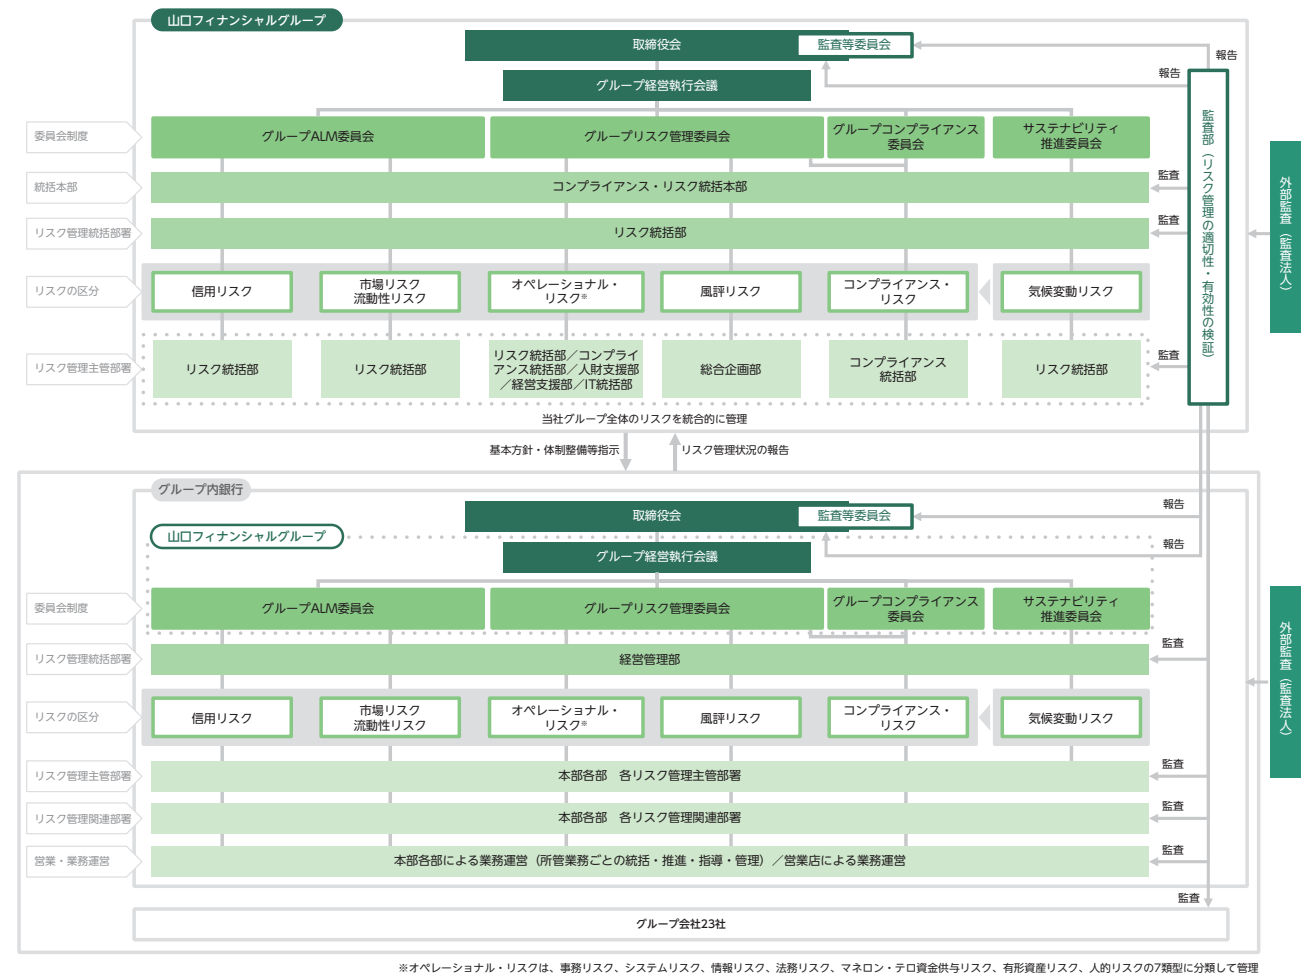 山口フィナンシャルグループ
取締役会
監査等委員会
報告
グループ経営執行会議
報告
委員会制度
グループALM委員会
グループリスク管理委員会
グループコンプライアンス
委員会
サステナビリティ
推進委員会
監査部（リスク管理の適切性・有効性の検証）
外部監査（監査法人）
統括本部
コンプライアンス・リスク統括本部
監査
リスク管理統括部署
リスク統括部
監査
リスクの区分
信用リスク
市場リスク
流動性リスク
オペレーショナル・
リスク※
風評リスク
コンプライアンス・
リスク
気候変動リスク
リスク管理主管部署
リスク統括部
リスク統括部
リスク統括部／コンプライ
アンス統括部／人財支援部
／経営支援部／IT統括部
総合企画部
コンプライアンス
統括部
リスク統括部
監査
当社グループ全体のリスクを統合的に管理
基本方針・体制整備等指示
リスク管理状況の報告
グループ内銀行
取締役会
監査等委員会
報告
山口フィナンシャルグループ
グループ経営執行会議
報告
委員会制度
グループALM委員会
グループリスク管理委員会
グループコンプライアンス
委員会
サステナビリティ
推進委員会
外部監査（監査法人）
リスク管理統括部署
経営管理部
監査
リスクの区分
信用リスク
市場リスク
流動性リスク
オペレーショナル・
リスク※
風評リスク
コンプライアンス・
リスク
気候変動リスク
リスク管理主管部署
本部各部　各リスク管理主管部署
監査
リスク管理関連部署
本部各部　各リスク管理関連部署
監査
営業・業務運営
本部各部による業務運営（所管業務ごとの統括・推進・指導・管理）／営業店による業務運営
監査
監査
グループ会社23社
※オペレーショナル・リスクは、事務リスク、システムリスク、情報リスク、法務リスク、マネロン・テロ資金供与リスク、有形資産リスク、人的リスクの7類型に分類して管理